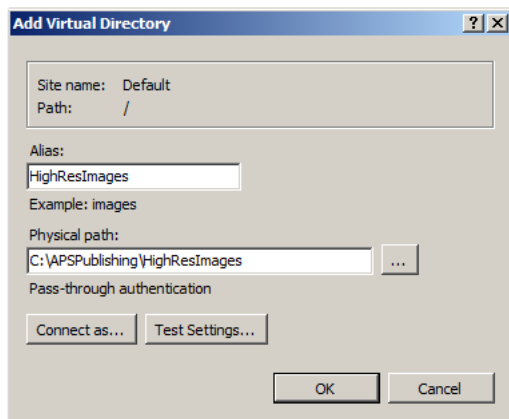 Add Virtual Directory
Site name: Default
Path: /
Alias:
HighResImages
Example: images
Physical path:
C:\APSPublishing\HighResImages
...
Pass-through authentication
Connect as... Test Settings...
OK Cancel